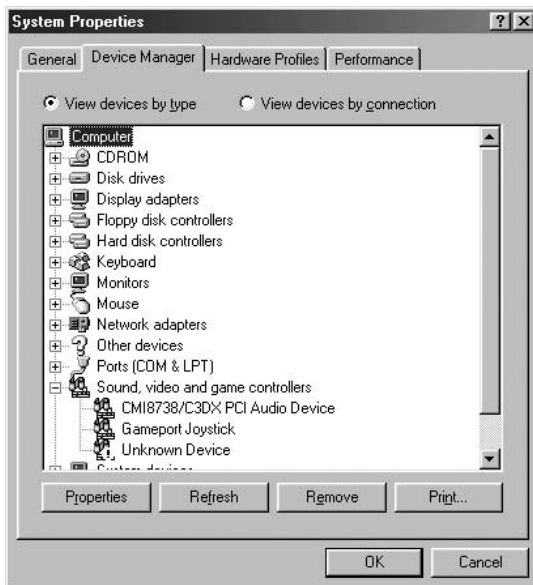 System Properties
General Device Manager Hardware Profiles Performance
View devices by type View devices by connection
Computer
CDROM
Disk drives
Display adapters
Floppy disk controllers
Hard disk controllers
Keyboard
Monitors
Mouse
Network adapters
Other devices
Ports (COM & LPT)
Sound, video and game controllers
CMI8738/C3DX PCI Audio Device
Gameport Joystick
Unknown Device
System devices
Properties Refresh Remove Print...
OK Cancel